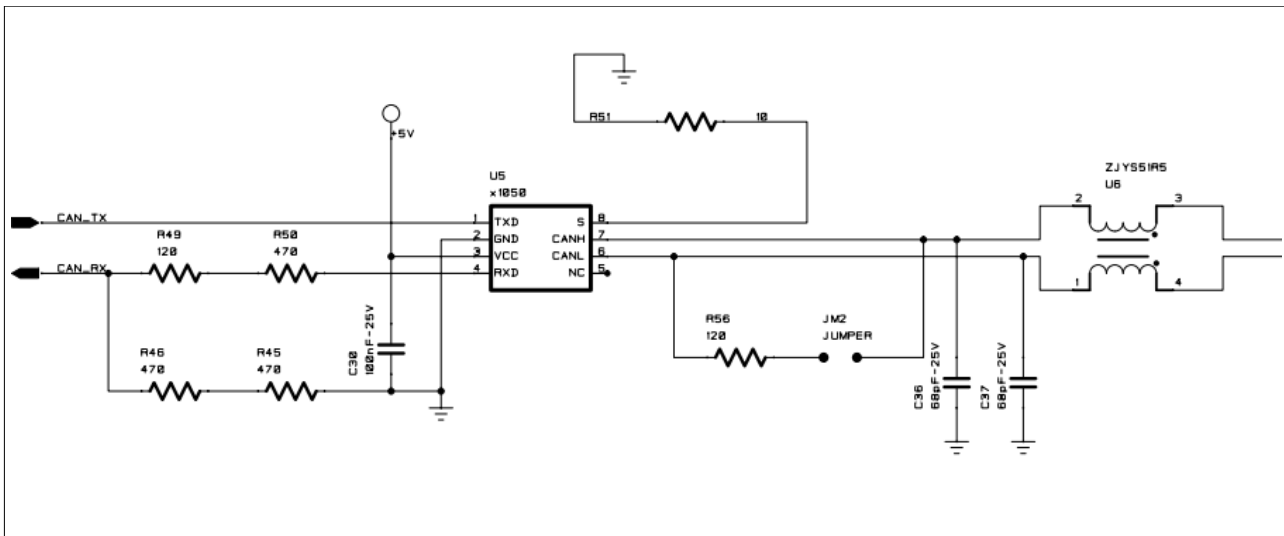 R51
10
+5V
ZJYS51R5
U6
U5
x1050
2
3
CAN_TX
1
TXD
S
8
R49
R50
2
GND
CANH
7
120
470
3
VCC
CANL
6
CAN_RX
4
RXD
NC
5
1
4
R56
JM2
120
JUMPER
R46
R45
470
470
C30
100nF-25V
C36
68pF-25V
C37
68pF-25V